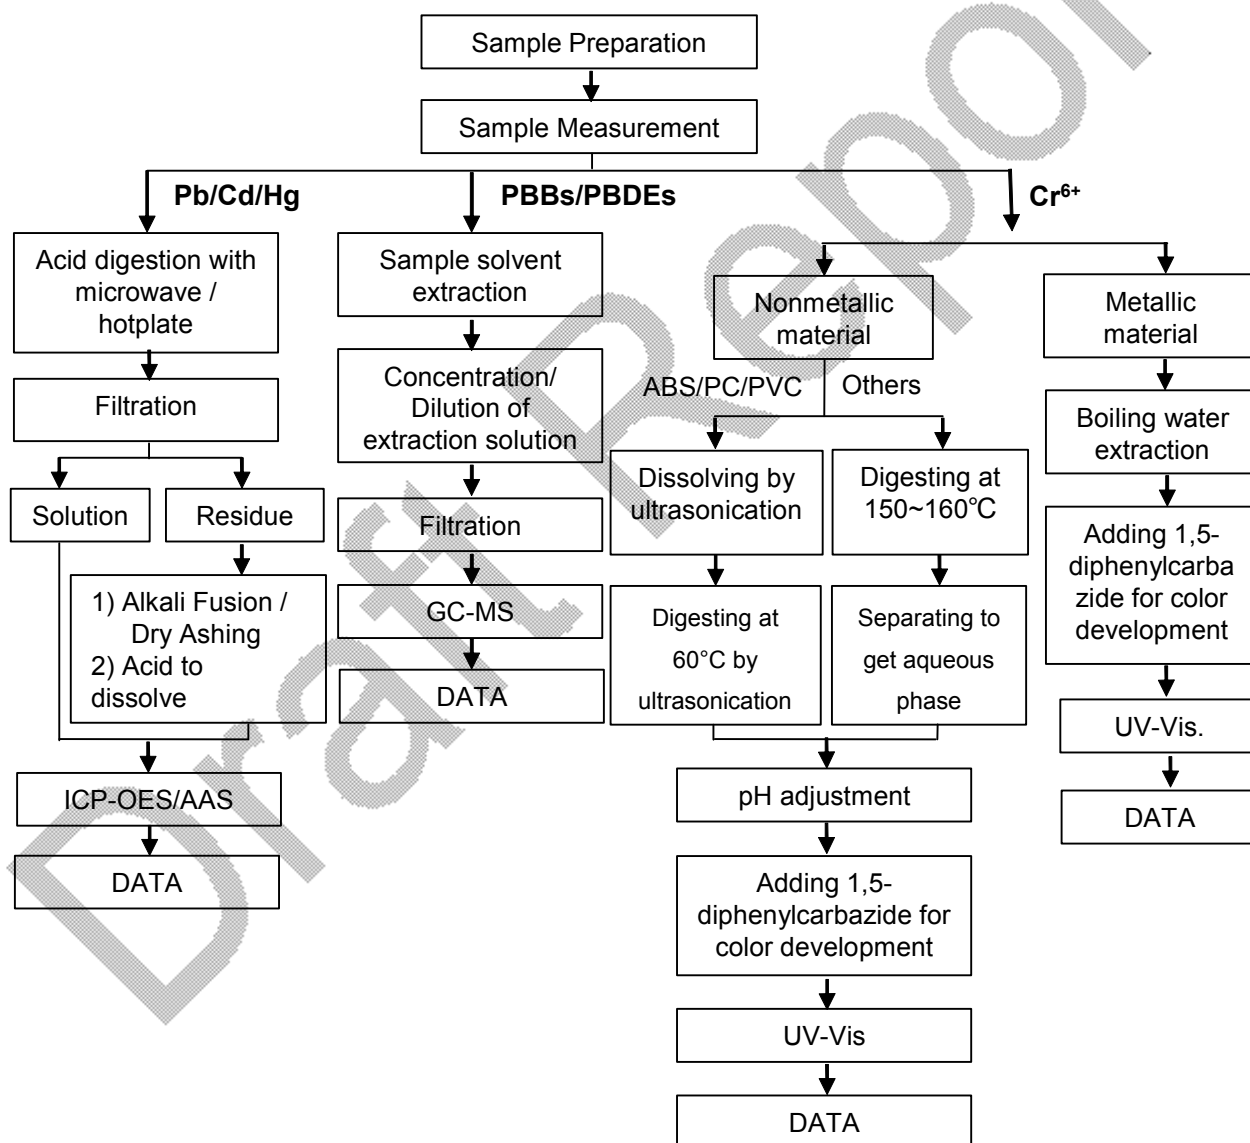 Sample Preparation
Sample Measurement
Pb/Cd/Hg
PBBs/PBDEs
Cr⁶⁺
Acid digestion with
microwave /
hotplate
Filtration
Solution
Residue
1) Alkali Fusion /
Dry Ashing
2) Acid to
dissolve
ICP-OES/AAS
DATA
Sample solvent
extraction
Concentration/
Dilution of
extraction solution
Filtration
GC-MS
DATA
Nonmetallic
material
ABS/PC/PVC
Others
Dissolving by
ultrasonication
Digesting at
60°C by
ultrasonication
Digesting at
150~160℃
Separating to
get aqueous
phase
pH adjustment
Adding 1,5-
diphenylcarbazide for
color development
UV-Vis
DATA
Metallic
material
Boiling water
extraction
Adding 1,5-
diphenylcarba
zide for color
development
UV-Vis.
DATA
Draft Repor